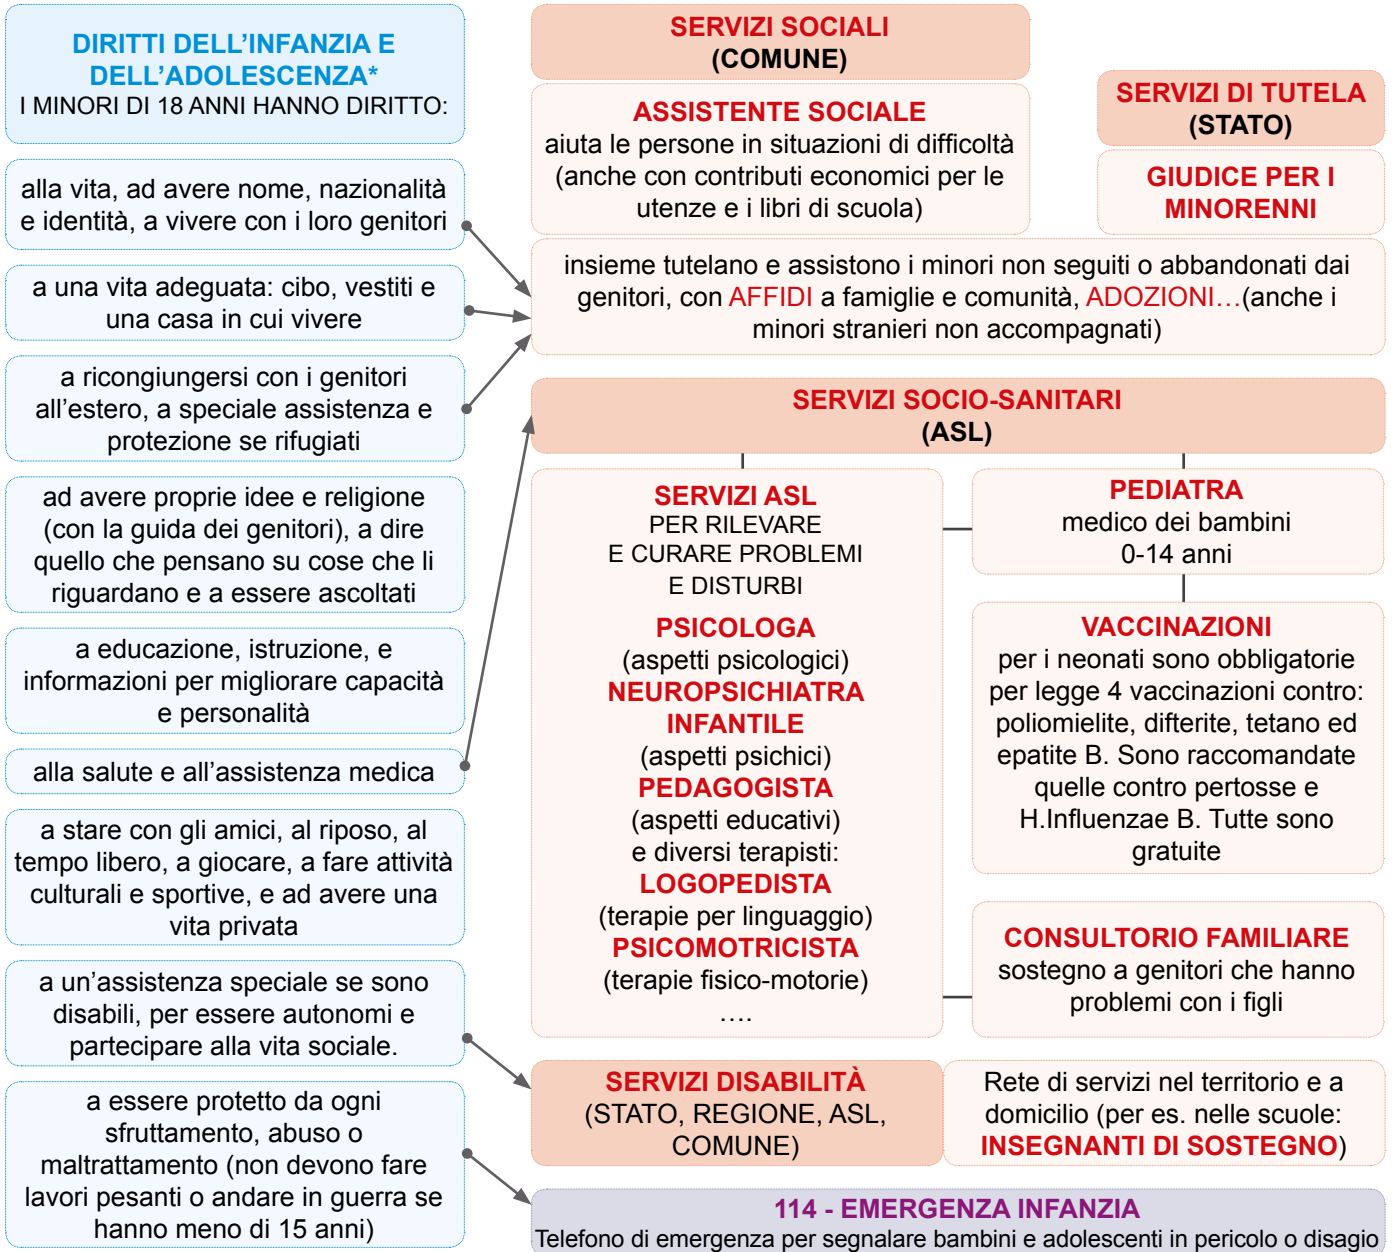 DIRITTI DELL'INFANZIA E
DELL'ADOLESCENZA*
I MINORI DI 18 ANNI HANNO DIRITTO:
alla vita, ad avere nome, nazionalità
e identità, a vivere con i loro genitori
a una vita adeguata: cibo, vestiti e
una casa in cui vivere
a ricongiungersi con i genitori
all'estero, a speciale assistenza e
protezione se rifugiati
ad avere proprie idee e religione
(con la guida dei genitori), a dire
quello che pensano su cose che li
riguardano e a essere ascoltati
a educazione, istruzione, e
informazioni per migliorare capacità
e personalità
alla salute e all'assistenza medica
a stare con gli amici, al riposo, al
tempo libero, a giocare, a fare attività
culturali e sportive, e ad avere una
vita privata
a un'assistenza speciale se sono
disabili, per essere autonomi e
partecipare alla vita sociale.
a essere protetto da ogni
sfruttamento, abuso o
maltrattamento (non devono fare
lavori pesanti o andare in guerra se
hanno meno di 15 anni)
SERVIZI SOCIALI
(COMUNE)
ASSISTENTE SOCIALE
aiuta le persone in situazioni di difficoltà
(anche con contributi economici per le
utenze e i libri di scuola)
SERVIZI DI TUTELA
(STATO)
GIUDICE PER I
MINORENNI
insieme tutelano e assistono i minori non seguiti o abbandonati dai
genitori, con AFFIDI a famiglie e comunità, ADOZIONI…(anche i
minori stranieri non accompagnati)
SERVIZI SOCIO-SANITARI
(ASL)
SERVIZI ASL
PER RILEVARE
E CURARE PROBLEMI
E DISTURBI
PSICOLOGA
(aspetti psicologici)
NEUROPSICHIATRA
INFANTILE
(aspetti psichici)
PEDAGOGISTA
(aspetti educativi)
e diversi terapisti:
LOGOPEDISTA
(terapie per linguaggio)
PSICOMOTRICISTA
(terapie fisico-motorie)
….
PEDIATRA
medico dei bambini
0-14 anni
VACCINAZIONI
per i neonati sono obbligatorie
per legge 4 vaccinazioni contro:
poliomielite, difterite, tetano ed
epatite B. Sono raccomandate
quelle contro pertosse e
H.Influenzae B. Tutte sono
gratuite
CONSULTORIO FAMILIARE
sostegno a genitori che hanno
problemi con i figli
SERVIZI DISABILITÀ
(STATO, REGIONE, ASL,
COMUNE)
Rete di servizi nel territorio e a
domicilio (per es. nelle scuole:
INSEGNANTI DI SOSTEGNO)
114 - EMERGENZA INFANZIA
Telefono di emergenza per segnalare bambini e adolescenti in pericolo o disagio